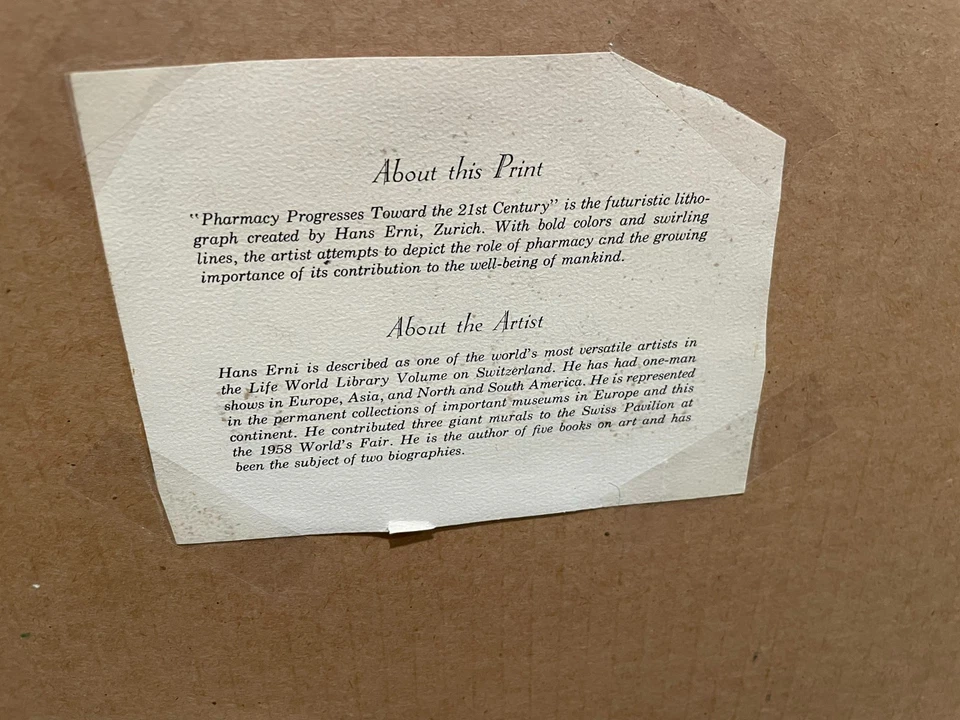 About this Print
"Pharmacy Progresses Toward the 21st Century" is the futuristic litho-
graph created by Hans Erni, Zurich. With bold colors and swirling
lines, the artist attempts to depict the role of pharmacy and the growing
importance of its contribution to the well-being of mankind.
About the Artist
Hans Erni is described as one of the world's most versatile artists in
the Life World Library Volume on Switzerland. He has had one-man
shows in Europe, Asia, and North and South America. He is represented
in the permanent collections of important museums in Europe and this
continent. He contributed three giant murals to the Swiss Pavilion at
the 1958 World's Fair. He is the author of five books on art and has
been the subject of two biographies.